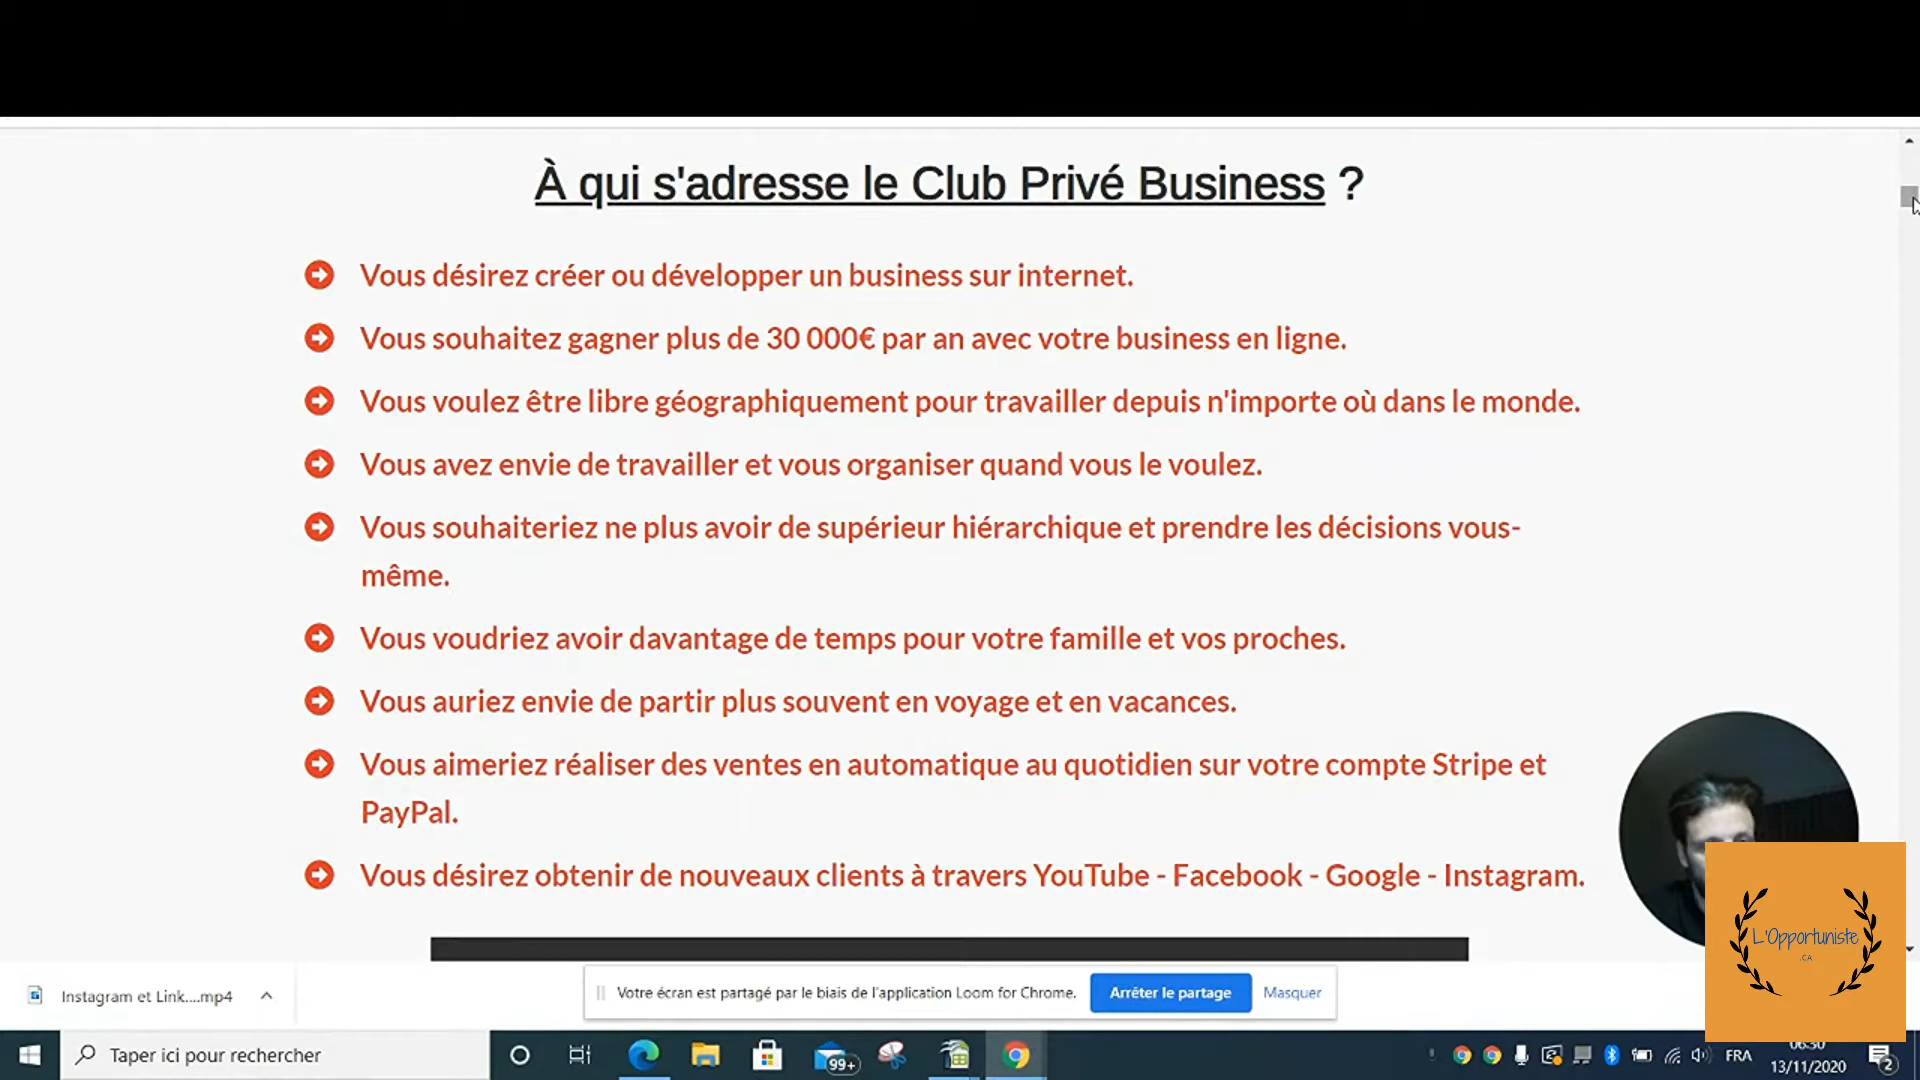 À qui s'adresse le Club Privé Business ?
Vous désirez créer ou développer un business sur internet.
Vous souhaitez gagner plus de 30 000€ par an avec votre business en ligne.
Vous voulez être libre géographiquement pour travailler depuis n'importe où dans le monde.
Vous avez envie de travailler et vous organiser quand vous le voulez.
Vous souhaiteriez ne plus avoir de supérieur hiérarchique et prendre les décisions vous-
même.
Vous voudriez avoir davantage de temps pour votre famille et vos proches.
Vous auriez envie de partir plus souvent en voyage et en vacances.
Vous aimeriez réaliser des ventes en automatique au quotidien sur votre compte Stripe et
PayPal.
Vous désirez obtenir de nouveaux clients à travers YouTube - Facebook - Google - Instagram.
L'Opportuniste
.CA
Instagram et Link....mp4
Votre écran est partagé par le biais de l'application Loom for Chrome.
Arrêter le partage
Masquer
Taper ici pour rechercher
99+
FRA
06:30
13/11/2020
2